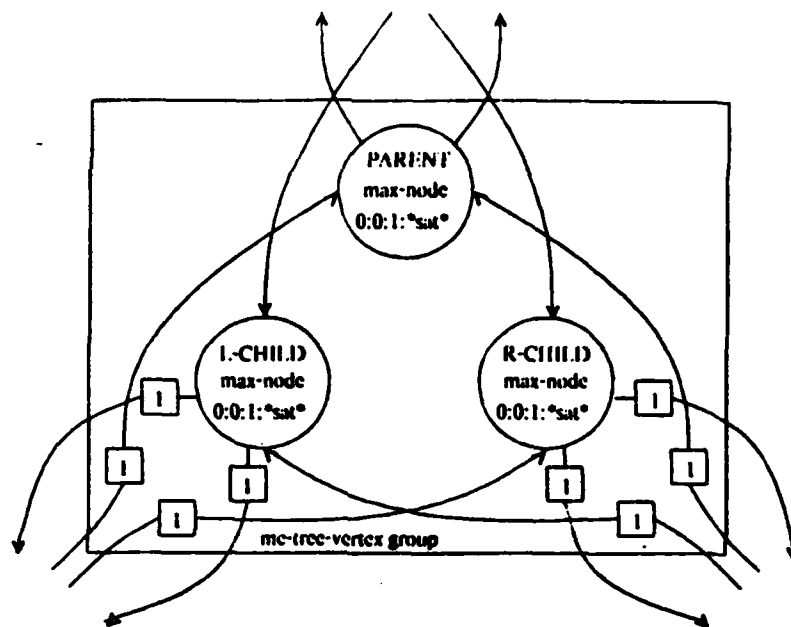 PARENT
max-node
0:0:1:*sat*
L-CHILD
max-node
0:0:1:*sat*
R-CHILD
max-node
0:0:1:*sat*
1
1
1
1
1
1
1
1
me-tree-vertex group